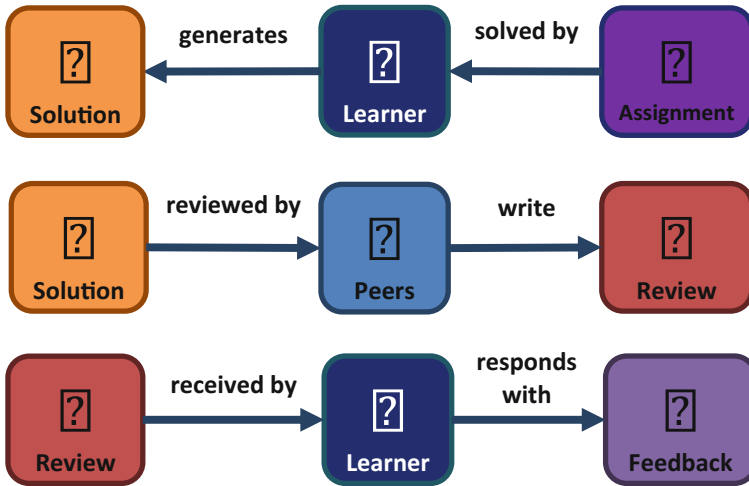 generates
solved by
Solution
Learner
Assignment
reviewed by
write
Solution
Peers
Review
received by
responds
with
Review
Learner
Feedback